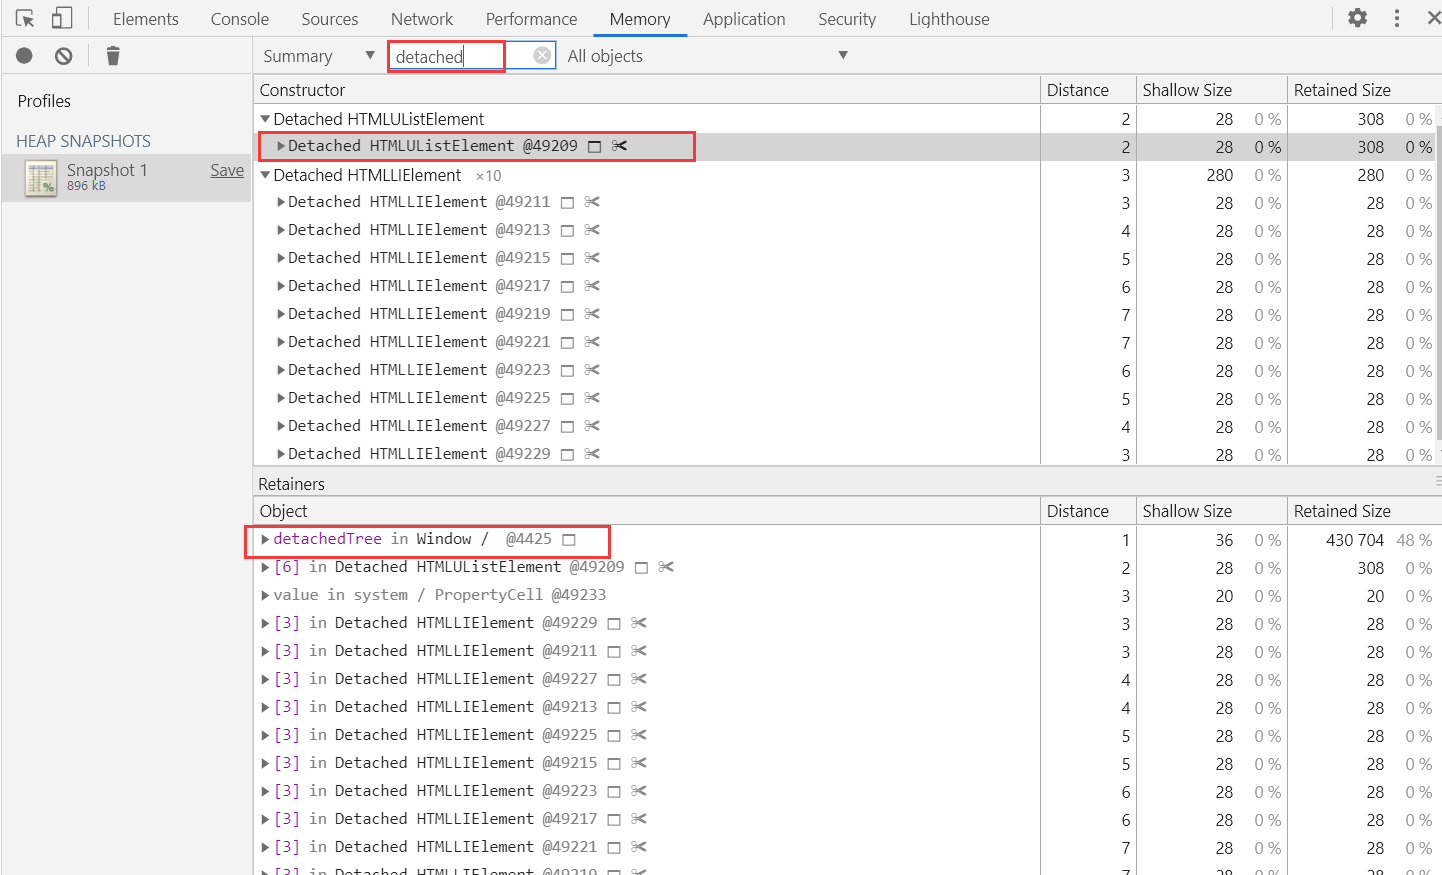 Elements Console Sources Network Performance Memory Application Security Lighthouse
Summary detached All objects
Profiles
HEAP SNAPSHOTS
Snapshot 1 Save
896 kB
Constructor Distance Shallow Size Retained Size
Detached HTMLUListElement 2 28 0 % 308 0 %
Detached HTMLUListElement @49209 2 28 0 % 308 0 %
Detached HTMLLIElement ×10 3 280 0 % 280 0 %
Detached HTMLLIElement @49211 3 28 0 % 28 0 %
Detached HTMLLIElement @49213 4 28 0 % 28 0 %
Detached HTMLLIElement @49215 5 28 0 % 28 0 %
Detached HTMLLIElement @49217 6 28 0 % 28 0 %
Detached HTMLLIElement @49219 7 28 0 % 28 0 %
Detached HTMLLIElement @49221 7 28 0 % 28 0 %
Detached HTMLLIElement @49223 6 28 0 % 28 0 %
Detached HTMLLIElement @49225 5 28 0 % 28 0 %
Detached HTMLLIElement @49227 4 28 0 % 28 0 %
Detached HTMLLIElement @49229 3 28 0 % 28 0 %
Retainers
Object Distance Shallow Size Retained Size
detachedTree in Window / @4425 1 36 0 % 430 704 48 %
[6] in Detached HTMLUListElement @49209 2 28 0 % 308 0 %
value in system / PropertyCell @49233 3 20 0 % 20 0 %
[3] in Detached HTMLLIElement @49229 3 28 0 % 28 0 %
[3] in Detached HTMLLIElement @49211 3 28 0 % 28 0 %
[3] in Detached HTMLLIElement @49227 4 28 0 % 28 0 %
[3] in Detached HTMLLIElement @49213 4 28 0 % 28 0 %
[3] in Detached HTMLLIElement @49225 5 28 0 % 28 0 %
[3] in Detached HTMLLIElement @49215 5 28 0 % 28 0 %
[3] in Detached HTMLLIElement @49223 6 28 0 % 28 0 %
[3] in Detached HTMLLIElement @49217 6 28 0 % 28 0 %
[3] in Detached HTMLLIElement @49221 7 28 0 % 28 0 %
[3] in Detached HTMLLIElement @49219 7 28 0 % 28 0 %